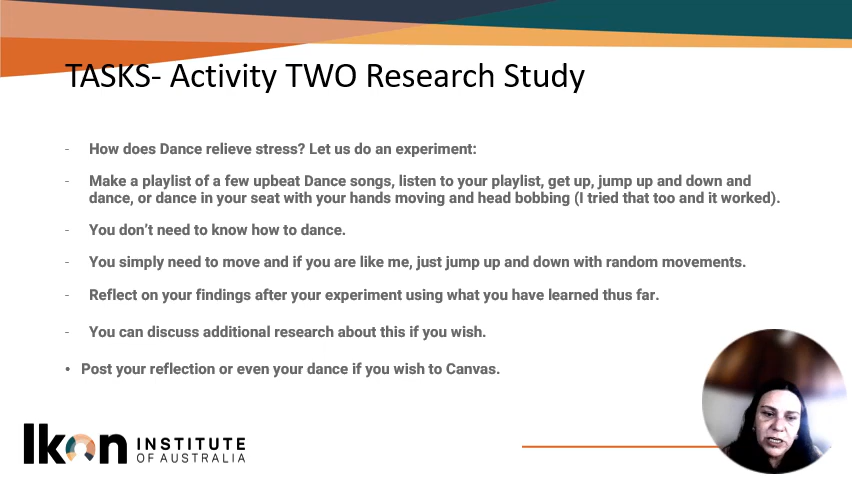 TASKS- Activity TWO Research Study
- How does Dance relieve stress? Let us do an experiment:
- Make a playlist of a few upbeat Dance songs, listen to your playlist, get up, jump up and down and
dance, or dance in your seat with your hands moving and head bobbing (I tried that too and it worked).
- You don’t need to know how to dance.
- You simply need to move and if you are like me, just jump up and down with random movements.
- Reflect on your findings after your experiment using what you have learned thus far.
- You can discuss additional research about this if you wish.
• Post your reflection or even your dance if you wish to Canvas.
Ikon INSTITUTE
OF AUSTRALIA